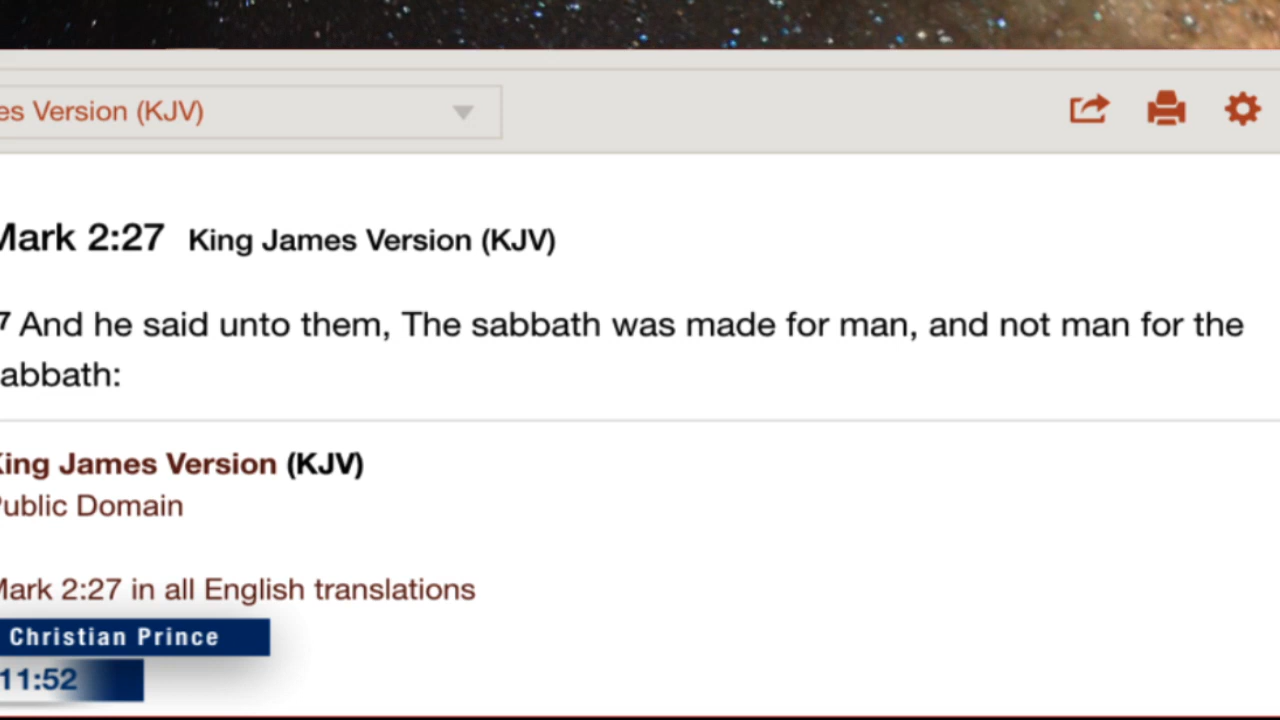 es Version (KJV)
Mark 2:27 King James Version (KJV)
7 And he said unto them, The sabbath was made for man, and not man for the
abbath:
King James Version (KJV)
Public Domain
Mark 2:27 in all English translations
Christian Prince
11:52